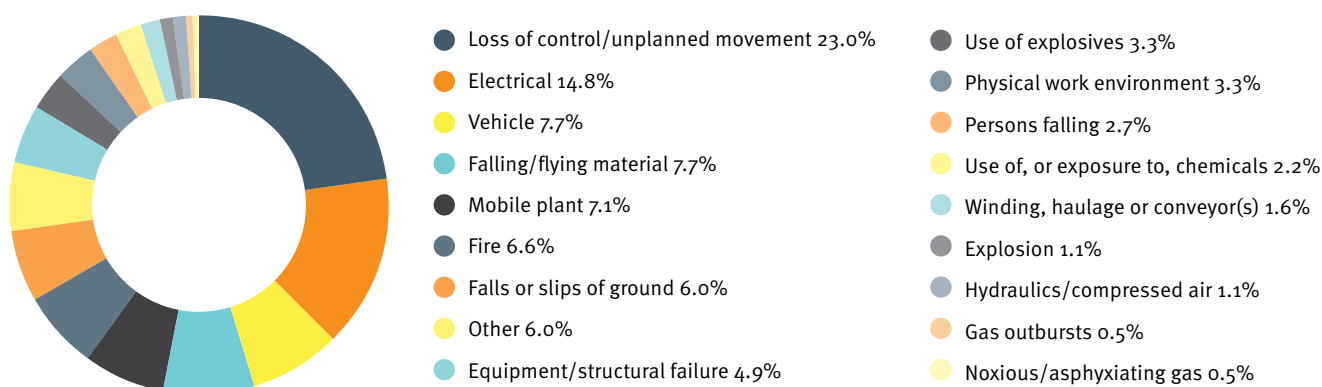 Loss of control/unplanned movement 23.0%
Electrical 14.8%
Vehicle 7.7%
Falling/flying material 7.7%
Mobile plant 7.1%
Fire 6.6%
Falls or slips of ground 6.0%
Other 6.0%
Equipment/structural failure 4.9%
Use of explosives 3.3%
Physical work environment 3.3%
Persons falling 2.7%
Use of, or exposure to, chemicals 2.2%
Winding, haulage or conveyor(s) 1.6%
Explosion 1.1%
Hydraulics/compressed air 1.1%
Gas outbursts 0.5%
Noxious/asphyxiating gas 0.5%